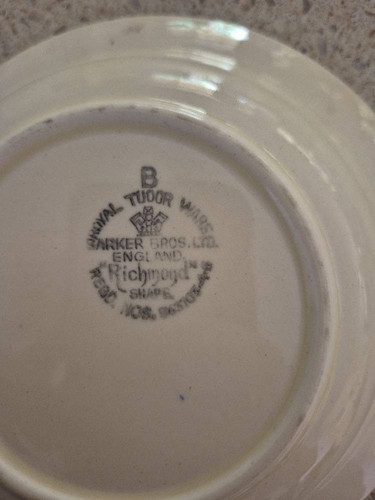 B
ROYAL TUDOR WARE
BARKER BROS. LTD.
ENGLAND.
"Richmond"
SHAPE.
REGD. NOS.